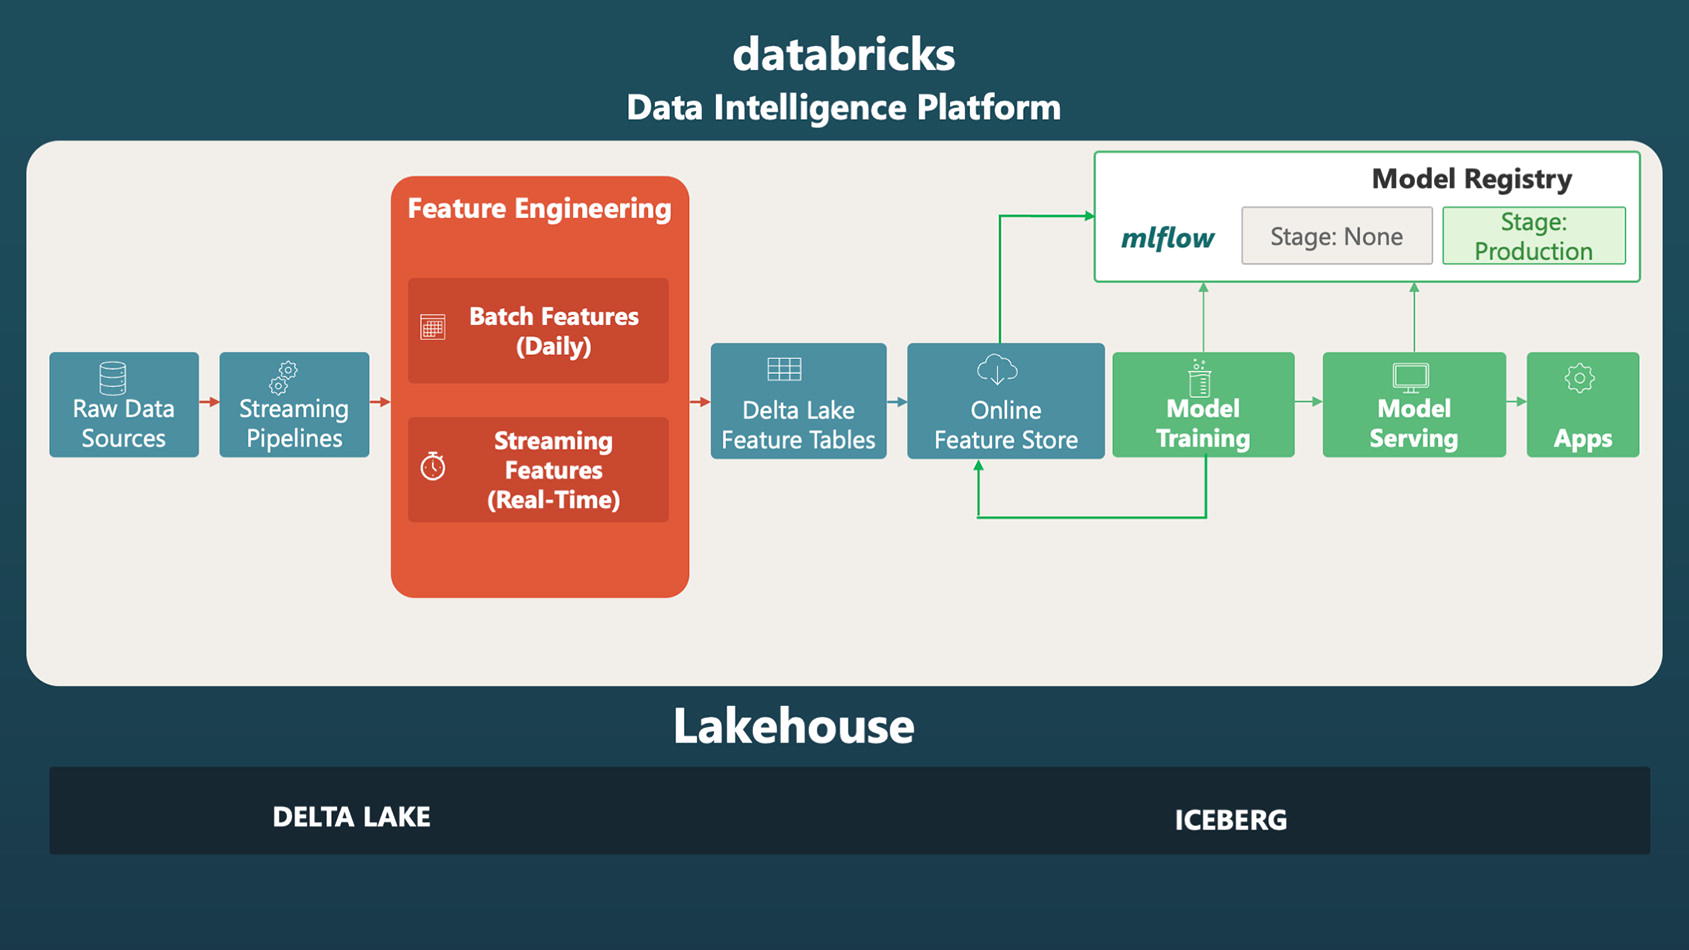 databricks
Data Intelligence Platform
Model Registry
mlflow
Stage: None
Stage:
Production
Feature Engineering
Batch Features
(Daily)
Streaming
Features
(Real-Time)
Raw Data
Sources
Streaming
Pipelines
Delta Lake
Feature Tables
Online
Feature Store
Model
Training
Model
Serving
Apps
Lakehouse
DELTA LAKE
ICEBERG